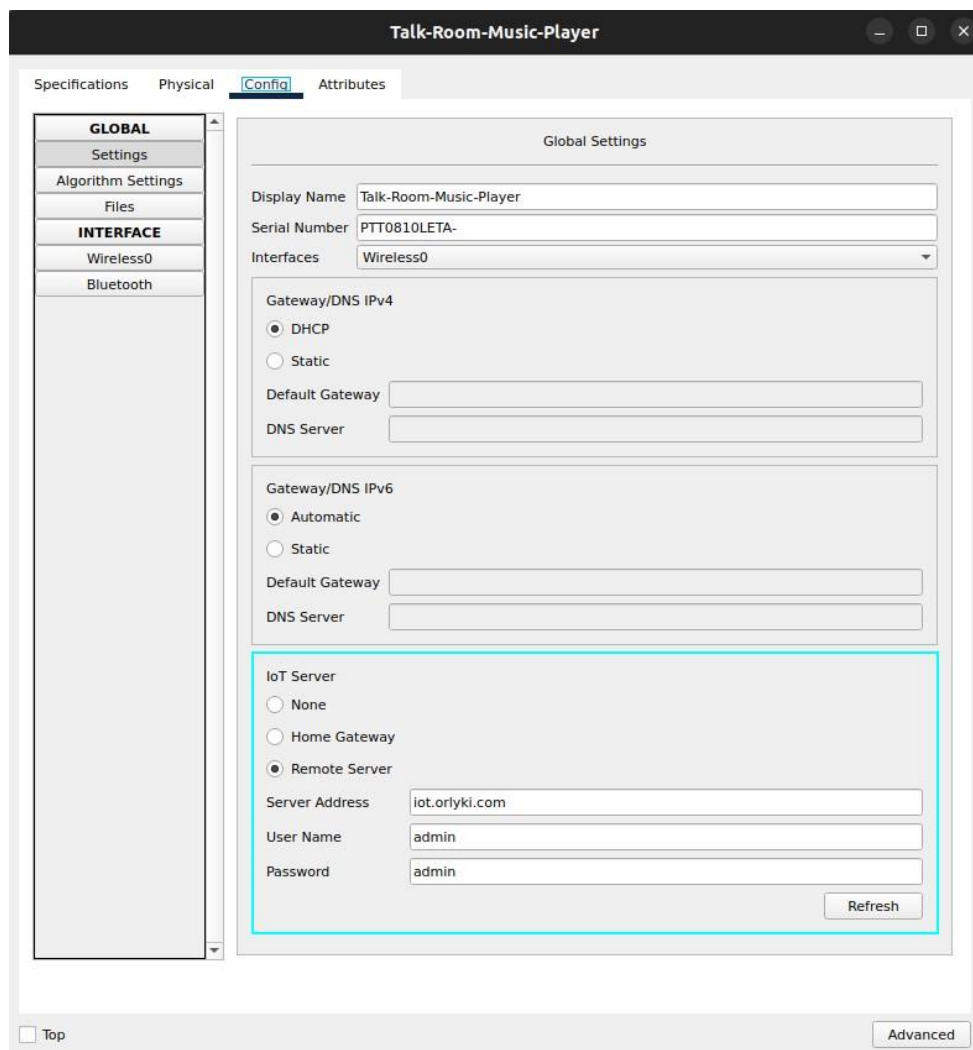 Talk-Room-Music-Player
Specifications Physical Config Attributes
GLOBAL
Settings
Algorithm Settings
Files
INTERFACE
Wireless0
Bluetooth
Global Settings
Display Name Talk-Room-Music-Player
Serial Number PTT0810LETA-
Interfaces Wireless0
Gateway/DNS IPv4
DHCP
Static
Default Gateway
DNS Server
Gateway/DNS IPv6
Automatic
Static
Default Gateway
DNS Server
IoT Server
None
Home Gateway
Remote Server
Server Address iot.orlyki.com
User Name admin
Password admin
Refresh
Top Advanced